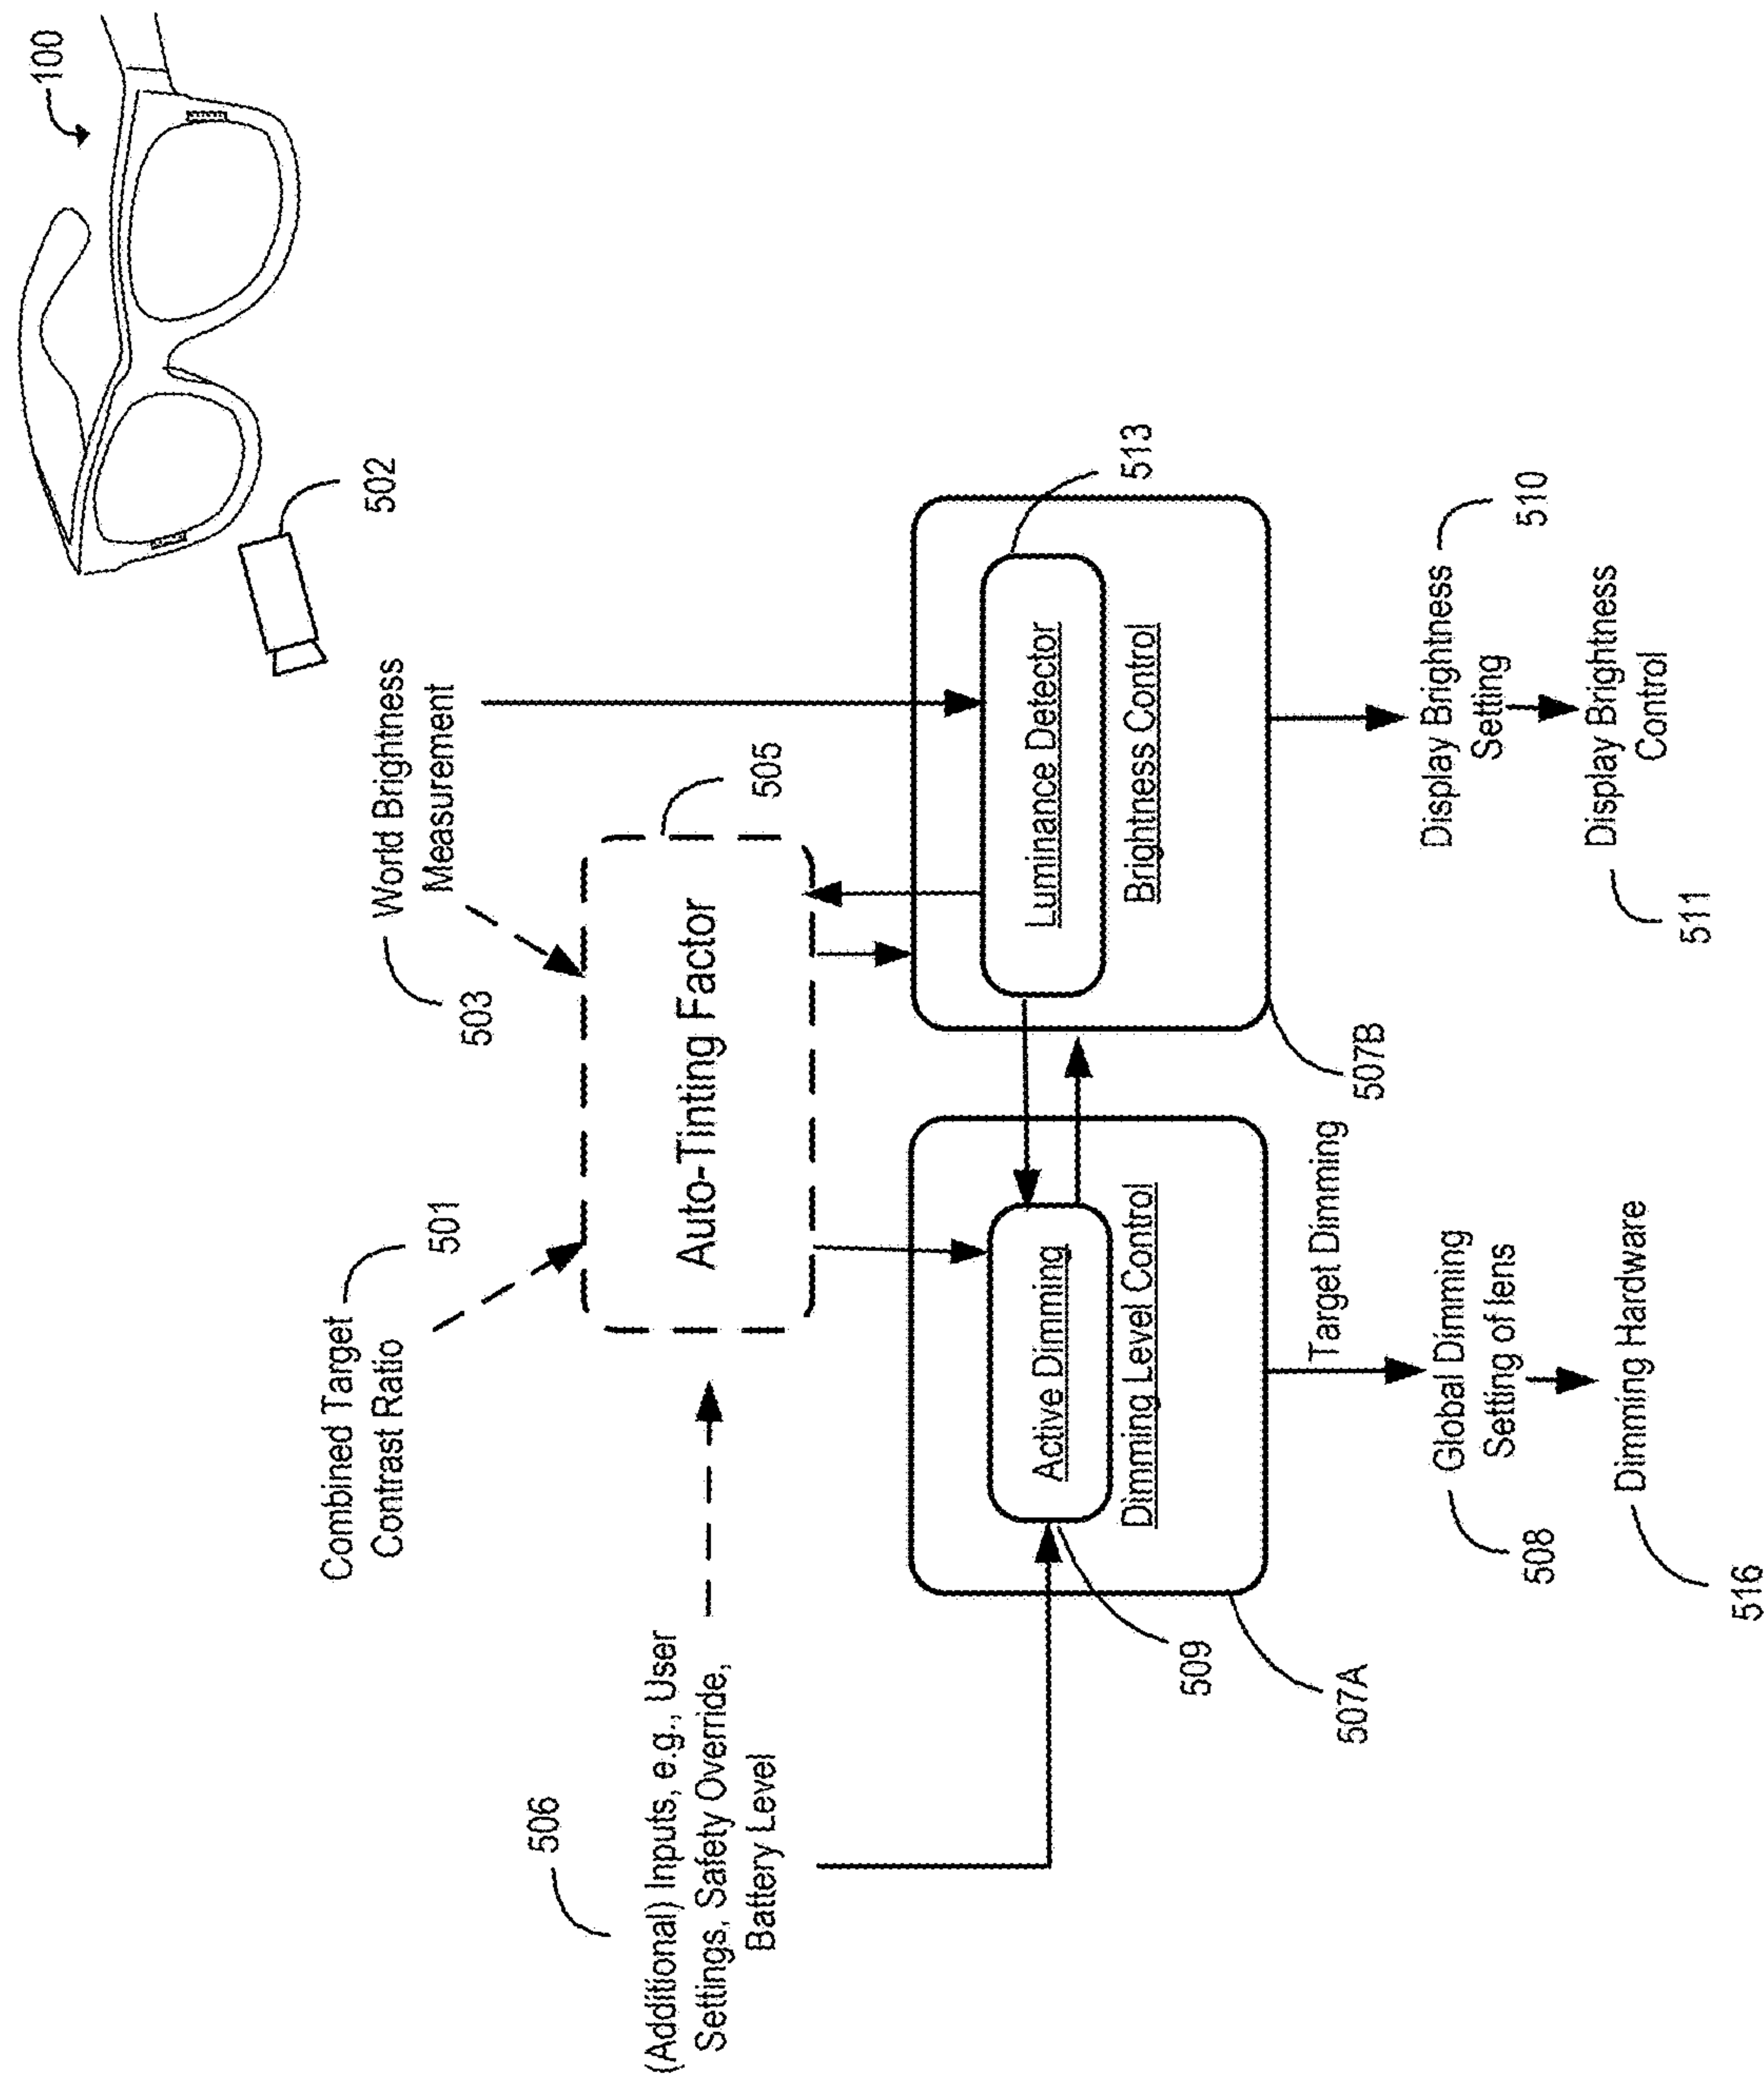 100
502
Combined Target
Contrast Ratio
501
World Brightness
Measurement
503
506
(Additional) Inputs, e.g., User
Settings, Safety Override,
Battery Level
Auto-Tinting Factor
505
Active Dimming
Dimming Level Control
509
507A
Luminance Detector
Brightness Control
513
507B
Target Dimming
Global Dimming
Setting of lens
508
Dimming Hardware
516
Display Brightness
Setting
510
Display Brightness
Control
511